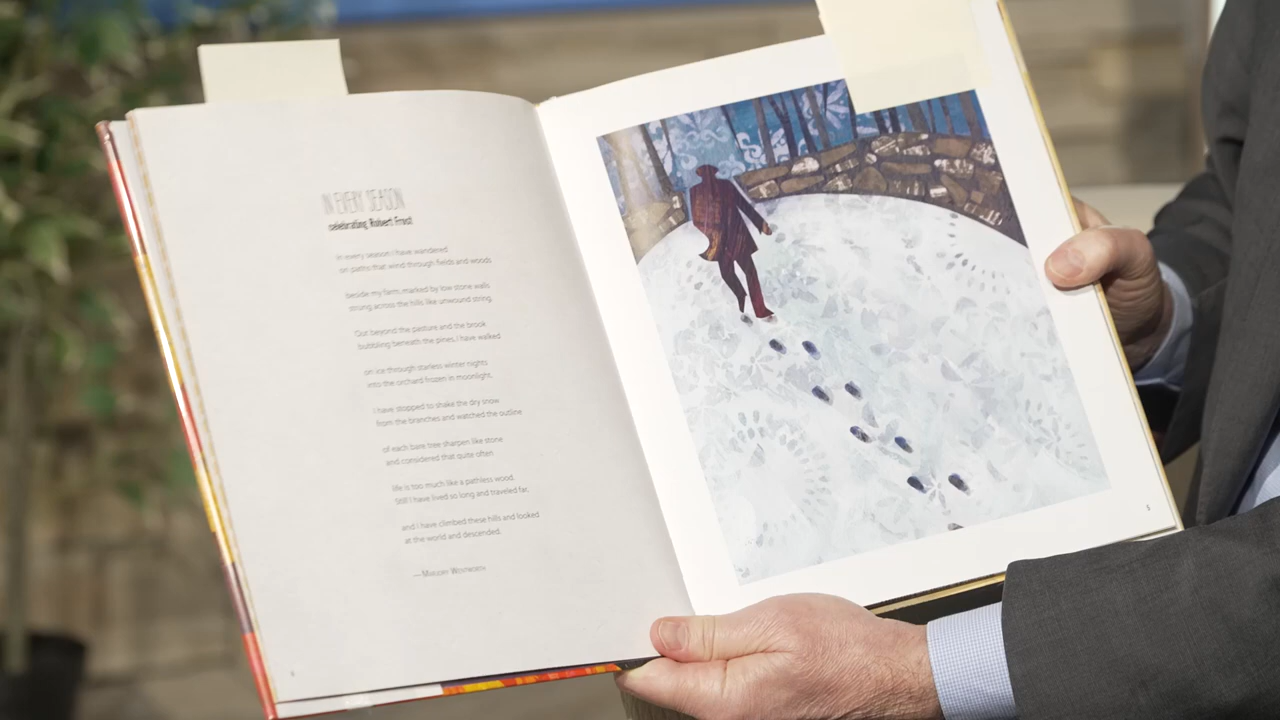 IN EVERY SEASON
celebrating Robert Frost
In every season I have wandered
on paths that wind through fields and woods
beside my farm, marked by low stone walls
strung across the hills like unwound string.
Out beyond the pasture and the brook
bubbling beneath the pines, I have walked
on ice through starless winter nights
into the orchard frozen in moonlight,
I have stopped to shake the dry snow
from the branches and watched the outline
of each bare tree sharpen like stone
and considered that quite often
life is too much like a pathless wood.
Still I have lived so long and traveled far,
and I have climbed these hills and looked
at the world and descended.
—Marjory Wentworth